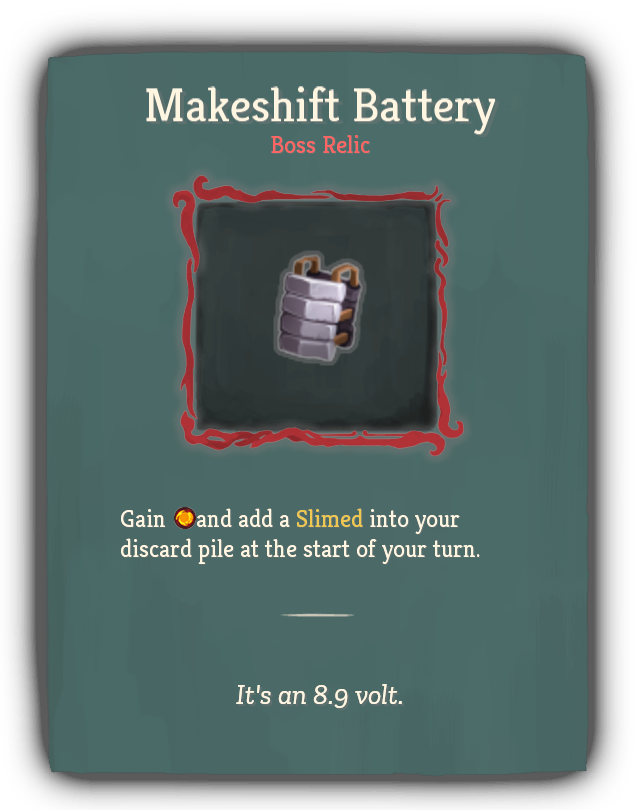 Makeshift Battery
Boss Relic
Gain and add a Slimed into your
discard pile at the start of your turn.
It's an 8.9 volt.